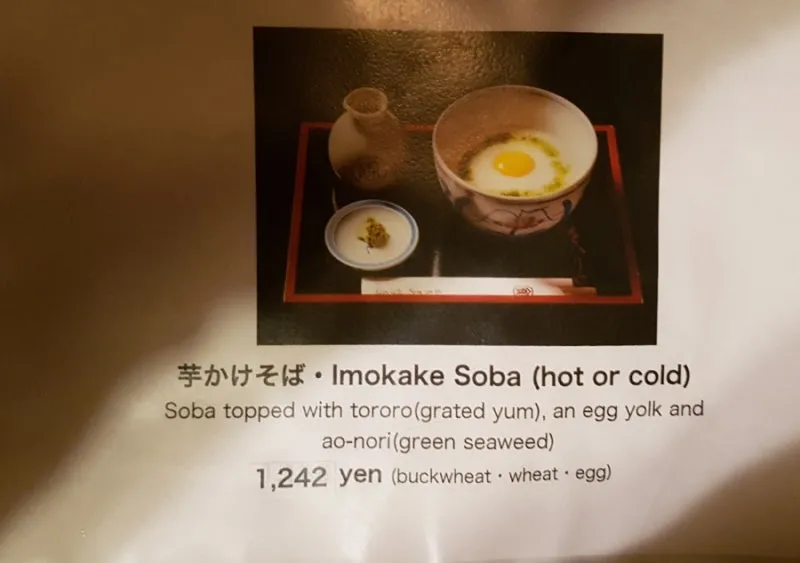 芋かけそば・Imokake Soba (hot or cold)
Soba topped with tororo(grated yum), an egg yolk and
ao-nori(green seaweed)
1,242 yen (buckwheat・wheat・egg)